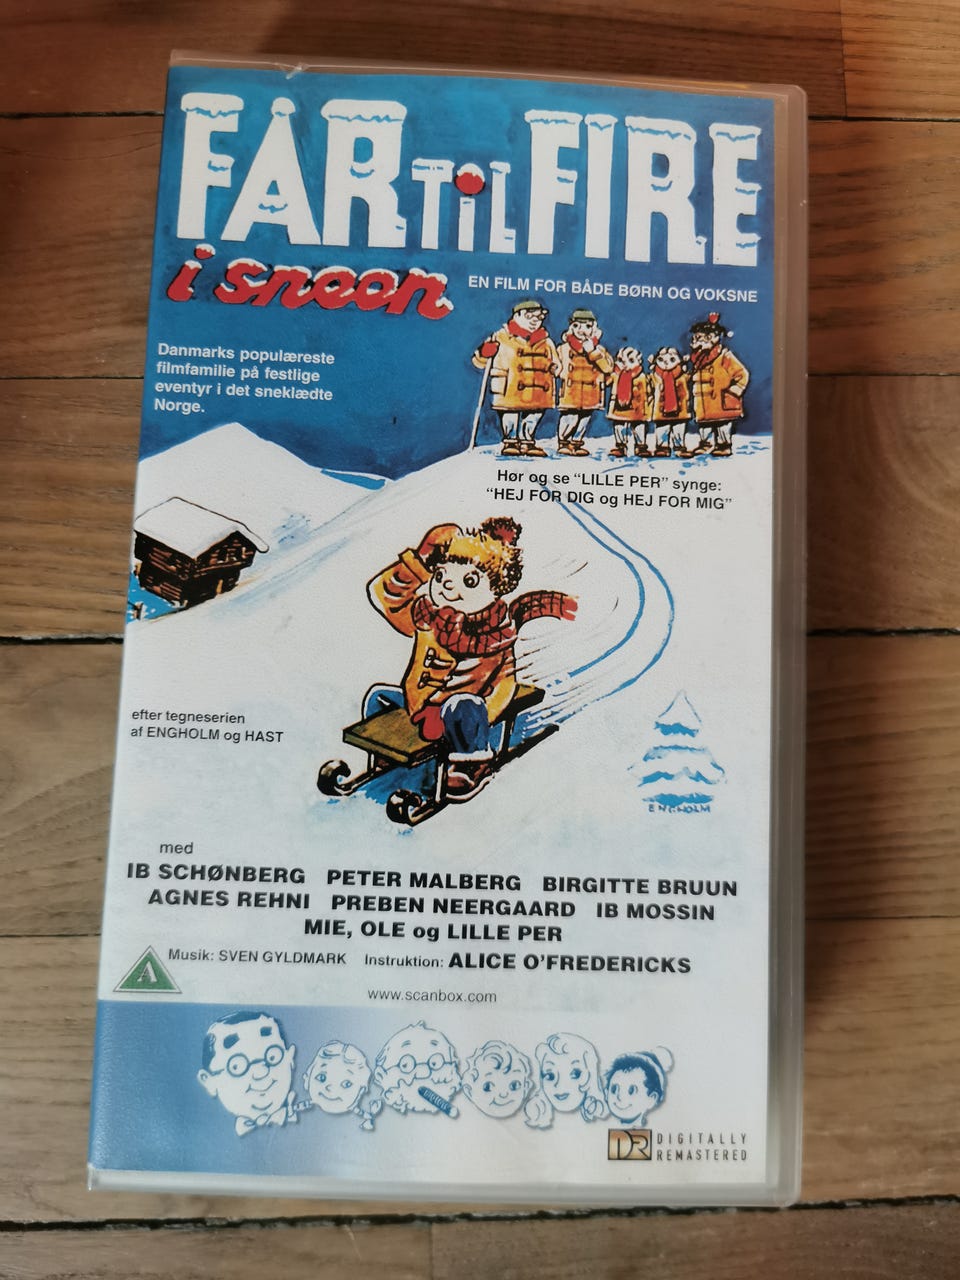 FAR TIL FIRE
i sneen
EN FILM FOR BÅDE BØRN OG VOKSNE
Danmarks populæreste
filmfamilie på festlige
eventyr i det sneklædte
Norge.
Hør og se "LILLE PER" synge:
"HEJ FOR DIG og HEJ FOR MIG"
efter tegneserien
af ENGHOLM og HAST
ENGHOLM
med
IB SCHØNBERG PETER MALBERG BIRGITTE BRUUN
AGNES REHNI PREBEN NEERGAARD IB MOSSIN
MIE, OLE og LILLE PER
A
Musik: SVEN GYLDMARK Instruktion: ALICE O'FREDERICKS
www.scanbox.com
DR DIGITALLY
REMASTERED